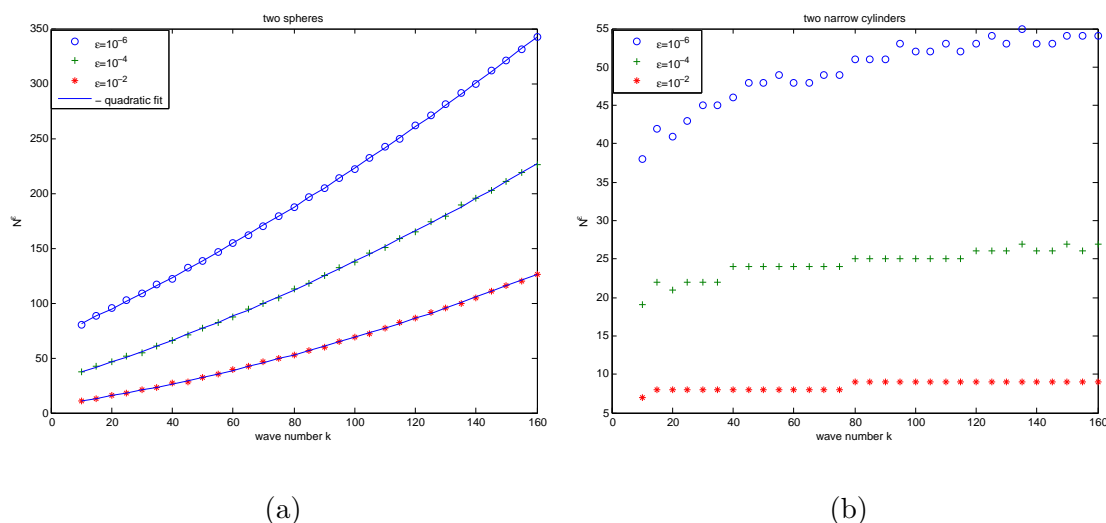 two spheres
350
300
250
200
150
100
50
0
0 20 40 60 80 100 120 140 160
wave number k
N^ε
ε=10⁻⁶
ε=10⁻⁴
ε=10⁻²
− quadratic fit
(a)
two narrow cylinders
55
50
45
40
35
30
25
20
15
10
5
0 20 40 60 80 100 120 140 160
wave number k
N^ε
ε=10⁻⁶
ε=10⁻⁴
ε=10⁻²
(b)